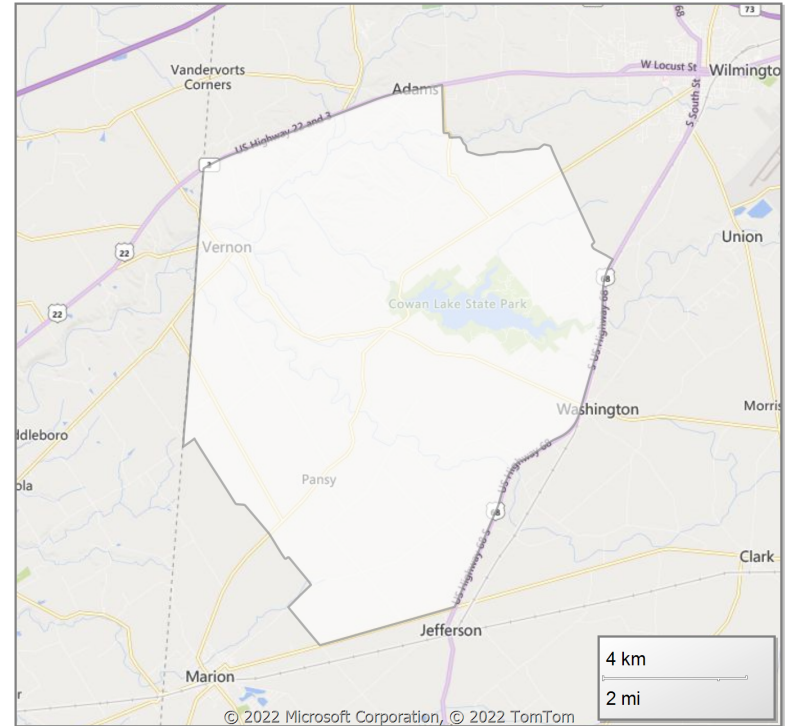 68
73
W Locust St
Wilmingto
Vandervorts
Corners
Adams
S South St
US Highway 22 and 3
3
Vernon
Union
22
68
22
Cowan Lake State Park
S US Highway 68
Washington
Morris
ddleboro
US Highway 68
Pansy
ola
68
US Highway 68 S
Clark
Jefferson
4 km
Marion
2 mi
r
© 2022 Microsoft Corporation, © 2022 TomTom